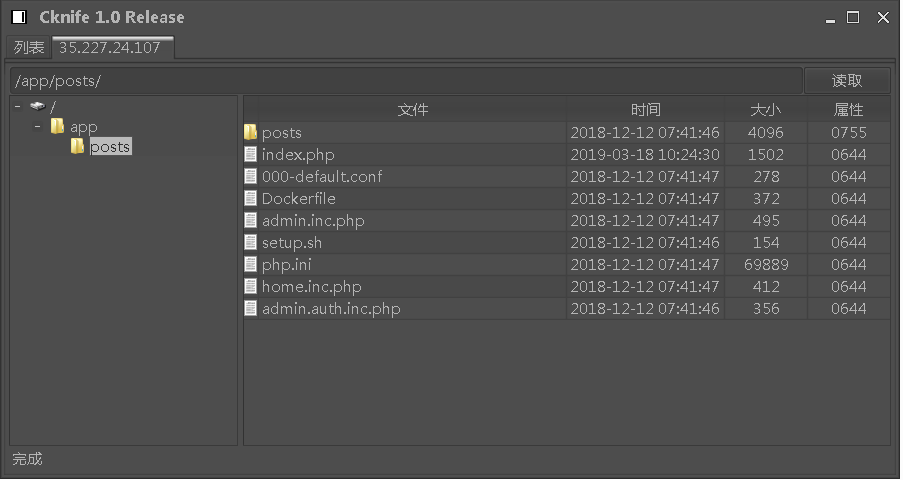 Cknife 1.0 Release
列表 35.227.24.107
/app/posts/ 读取
/
app
posts
文件 时间 大小 属性
posts 2018-12-12 07:41:46 4096 0755
index.php 2019-03-18 10:24:30 1502 0644
000-default.conf 2018-12-12 07:41:47 278 0644
Dockerfile 2018-12-12 07:41:47 372 0644
admin.inc.php 2018-12-12 07:41:47 495 0644
setup.sh 2018-12-12 07:41:46 154 0644
php.ini 2018-12-12 07:41:47 69889 0644
home.inc.php 2018-12-12 07:41:47 412 0644
admin.auth.inc.php 2018-12-12 07:41:46 356 0644
完成